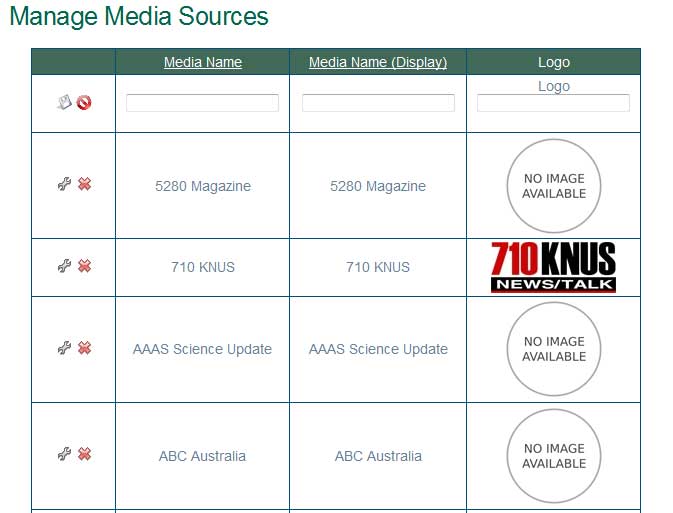 Manage Media Sources
Media Name Media Name (Display) Logo
Logo
5280 Magazine 5280 Magazine NO IMAGE
AVAILABLE
710 KNUS 710 KNUS 710 KNUS
NEWS/TALK
AAAS Science Update AAAS Science Update NO IMAGE
AVAILABLE
ABC Australia ABC Australia NO IMAGE
AVAILABLE